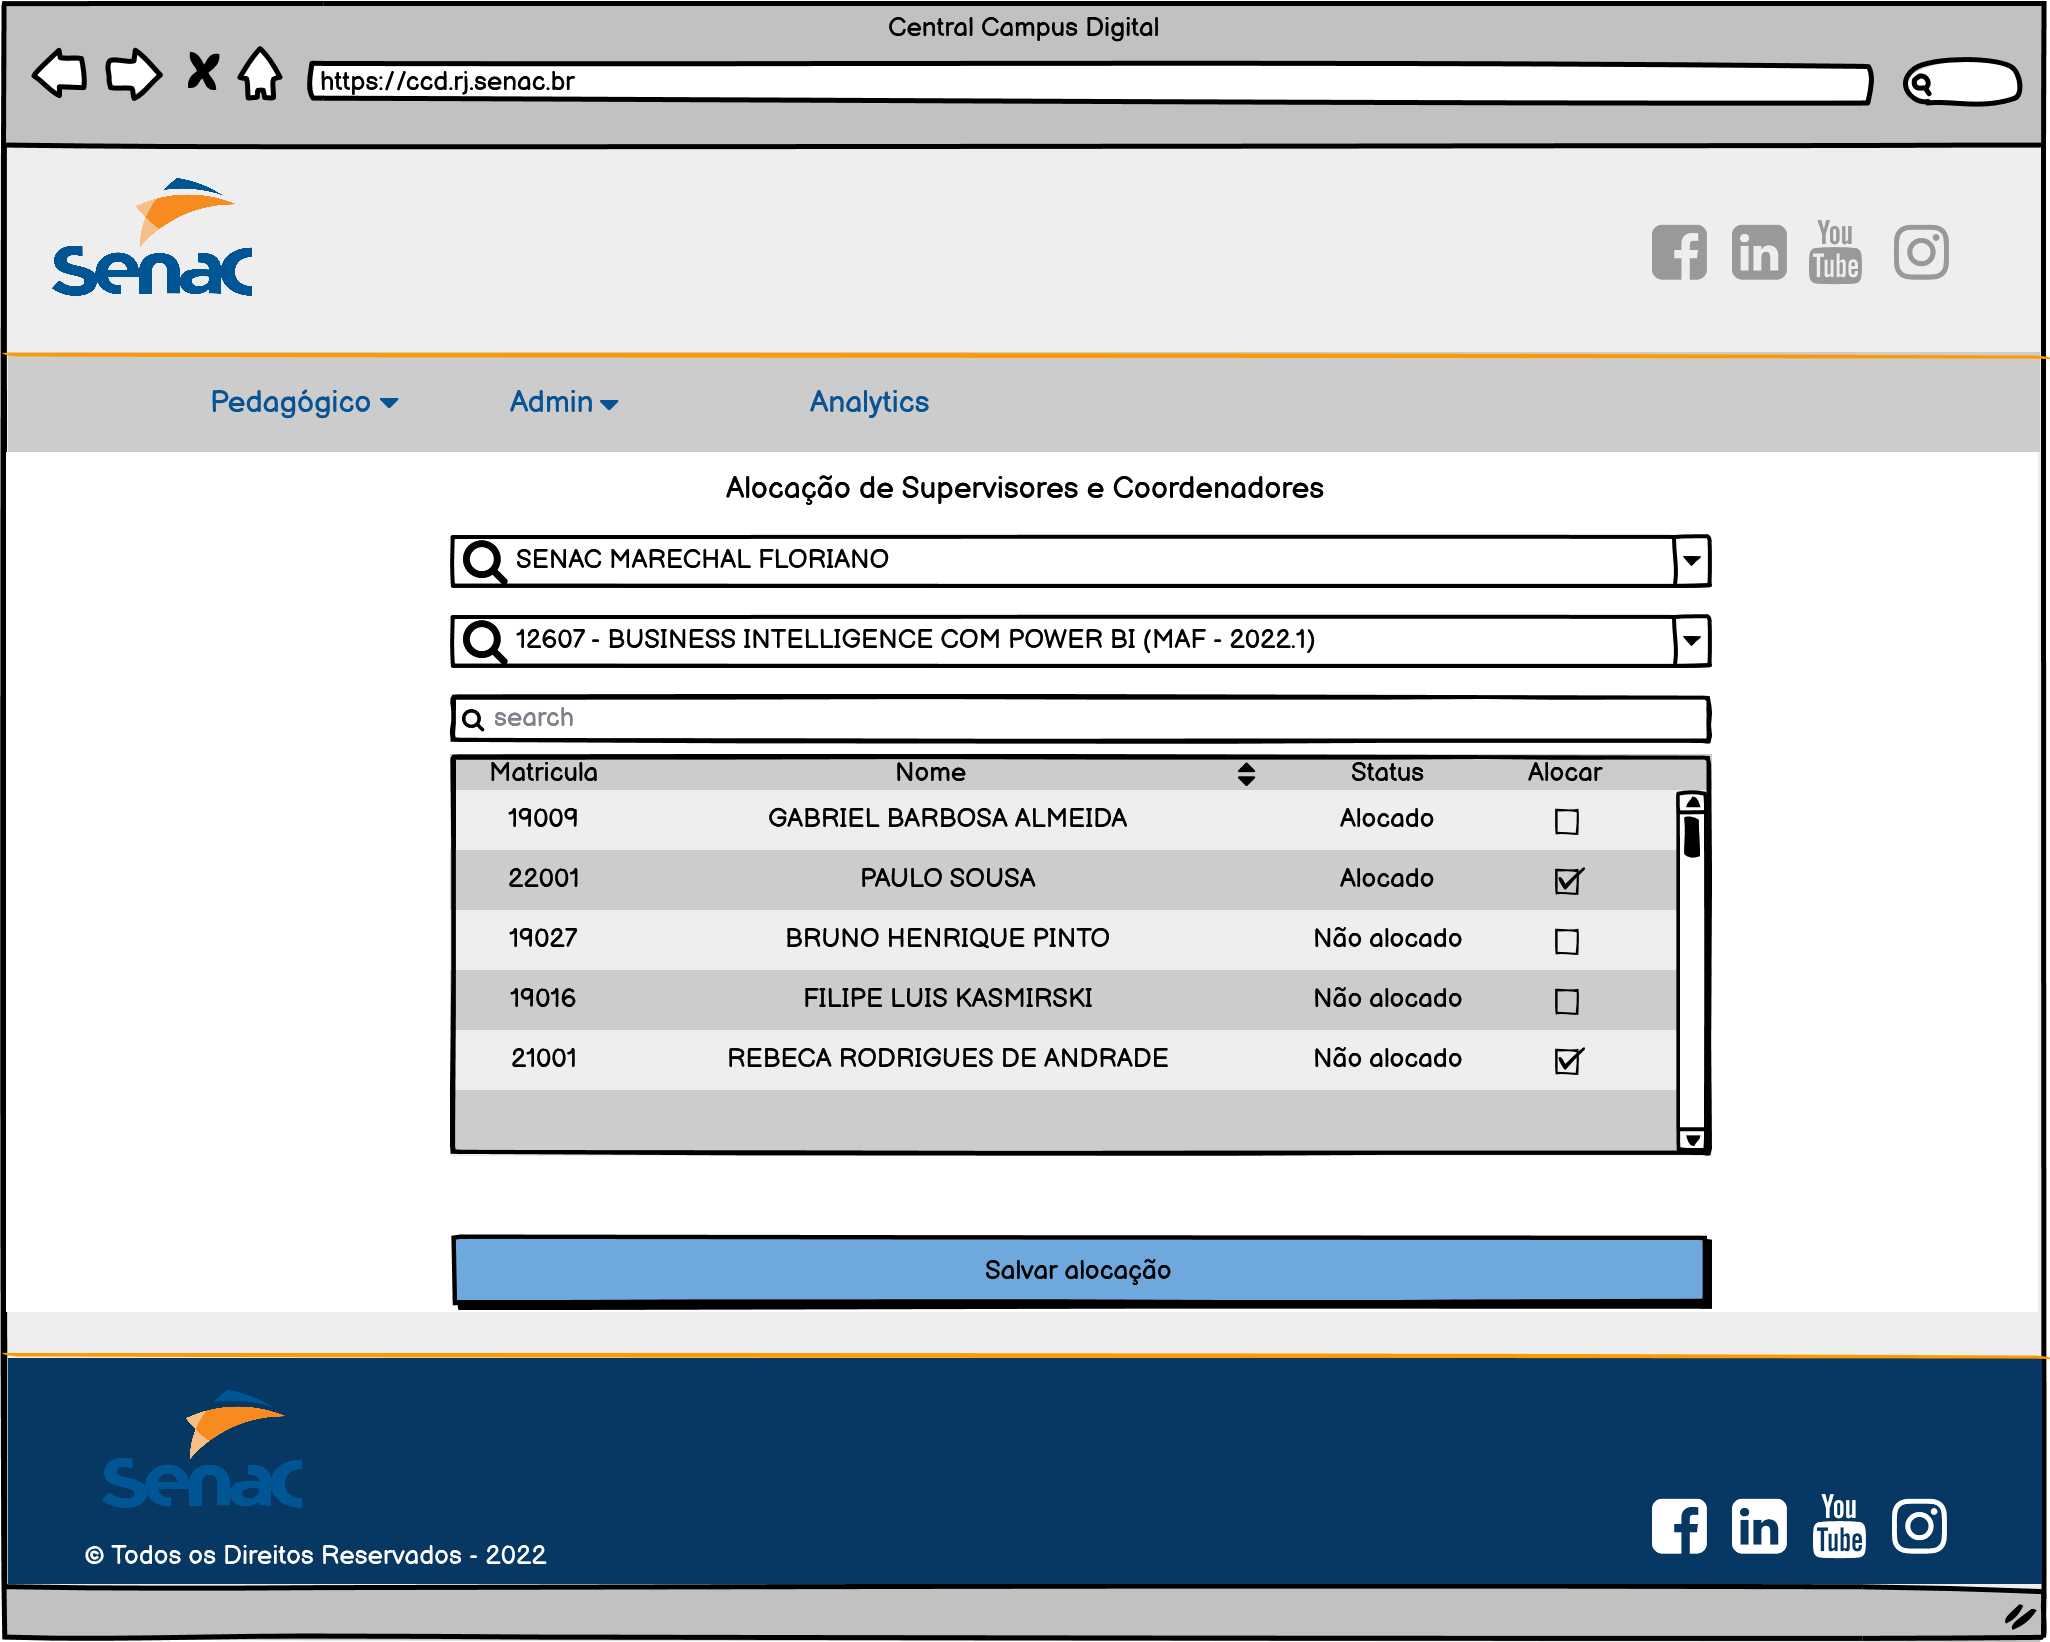 Central Campus Digital
https://ccd.rj.senac.br
senac
You
Tube
Pedagógico Admin Analytics
Alocação de Supervisores e Coordenadores
SENAC MARECHAL FLORIANO
12607 - BUSINESS INTELLIGENCE COM POWER BI (MAF - 2022.1)
search
Matricula Nome Status Alocar
19009 GABRIEL BARBOSA ALMEIDA Alocado
22001 PAULO SOUSA Alocado
19027 BRUNO HENRIQUE PINTO Não alocado
19016 FILIPE LUIS KASMIRSKI Não alocado
21001 REBECA RODRIGUES DE ANDRADE Não alocado
Salvar alocação
senac
You
Tube
© Todos os Direitos Reservados - 2022